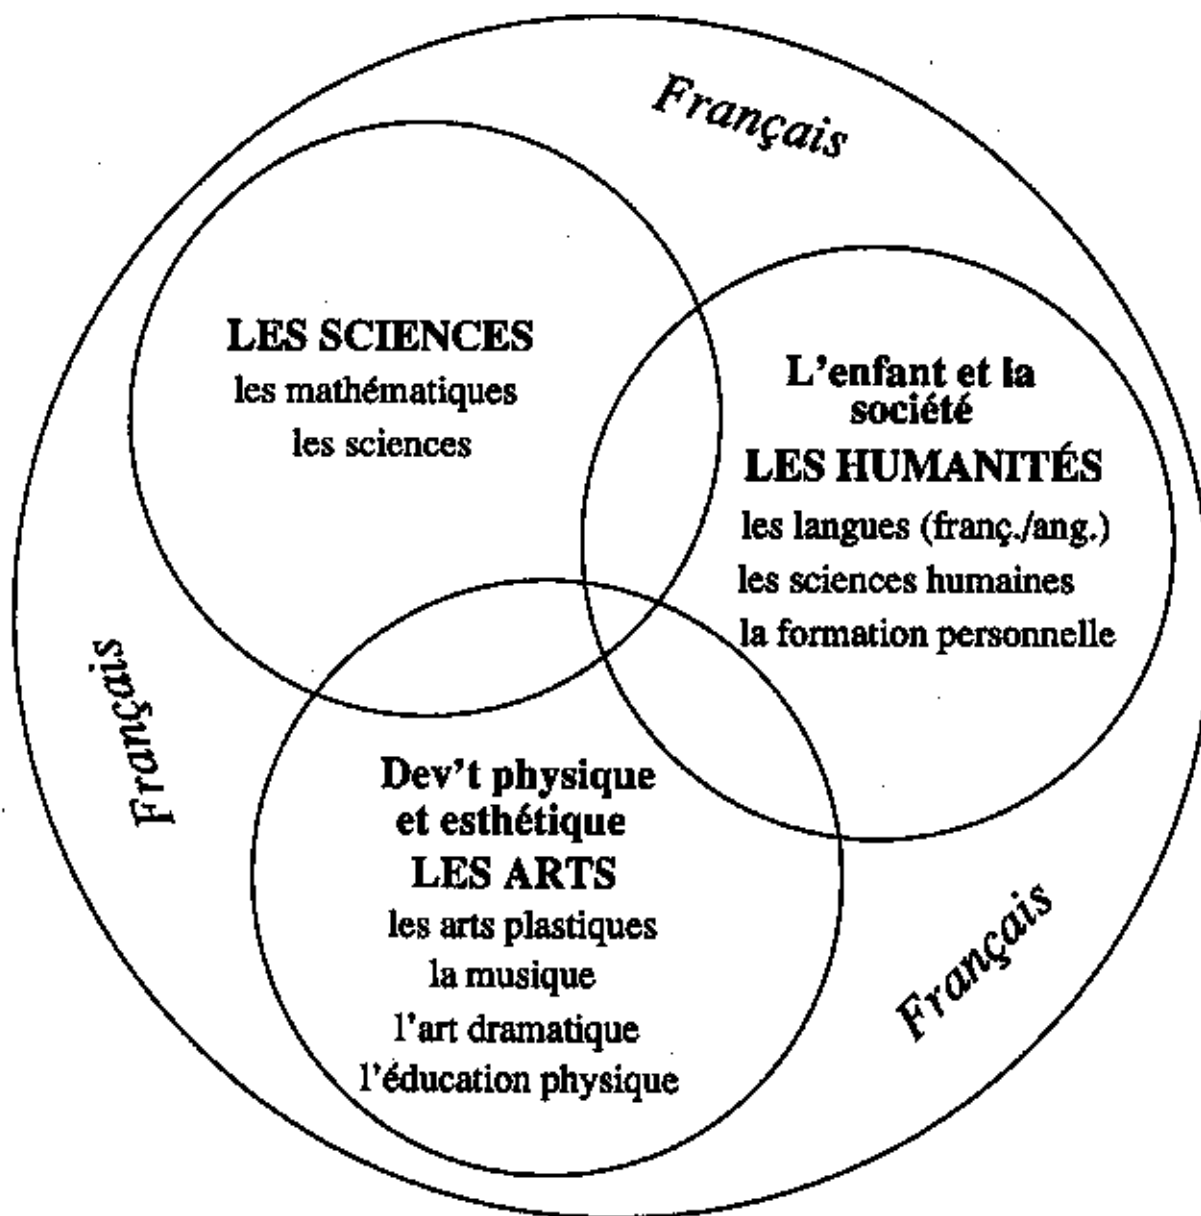 Français
LES SCIENCES
les mathématiques
les sciences
L'enfant et la
société
LES HUMANITÉS
les langues (franç./ang.)
les sciences humaines
la formation personnelle
Français
Dev't physique
et esthétique
LES ARTS
les arts plastiques
la musique
l'art dramatique
l'éducation physique
Français